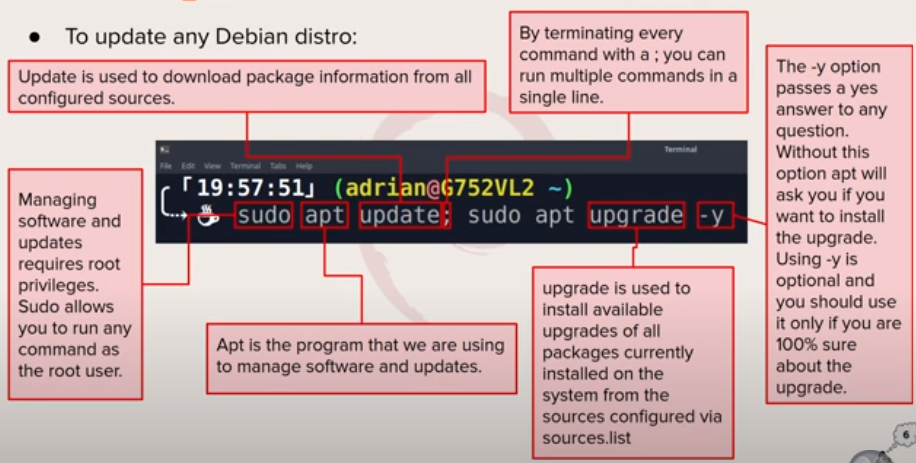 ● To update any Debian distro:
Update is used to download package information from all
configured sources.
By terminating every
command with a ; you can
run multiple commands in a
single line.
The -y option
passes a yes
answer to any
question.
Without this
option apt will
ask you if you
want to install
the upgrade.
Using -y is
optional and
you should use
it only if you are
100% sure
about the
upgrade.
Terminal
File Edit View Terminal Tabs Help
「19:57:51」 (adrian@G752VL2 ~)
sudo apt update; sudo apt upgrade -y
Managing
software and
updates
requires root
privileges.
Sudo allows
you to run any
command as
the root user.
Apt is the program that we are using
to manage software and updates.
upgrade is used to
install available
upgrades of all
packages currently
installed on the
system from the
sources configured via
sources.list
6